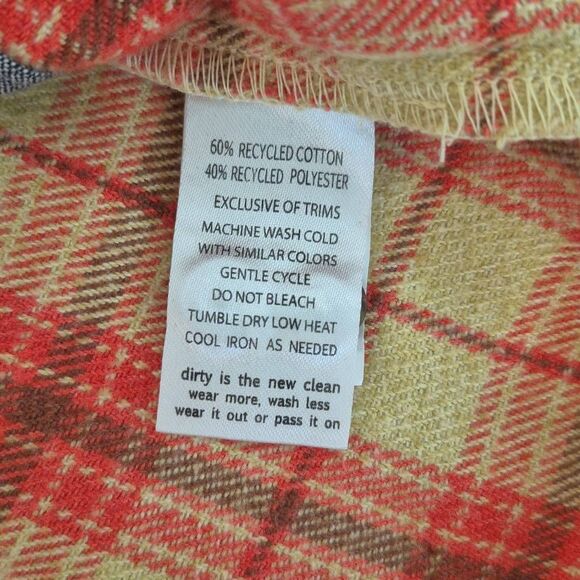 60% RECYCLED COTTON
40% RECYCLED POLYESTER
EXCLUSIVE OF TRIMS
MACHINE WASH COLD
WITH SIMILAR COLORS
GENTLE CYCLE
DO NOT BLEACH
TUMBLE DRY LOW HEAT
COOL IRON AS NEEDED
dirty is the new clean
wear more, wash less
wear it out or pass it on